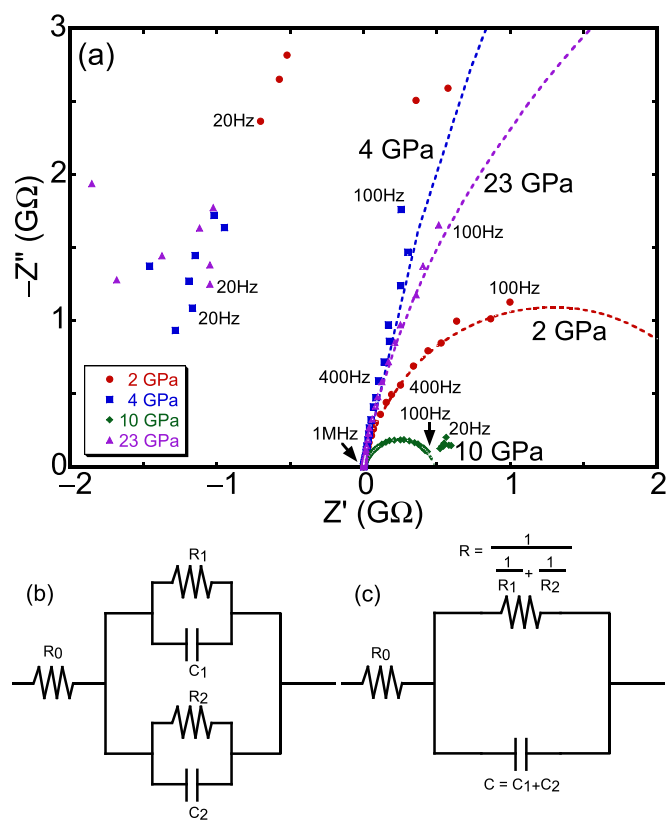 (a)
3
2
1
0
−Z″ (GΩ)
20Hz
4 GPa
100Hz
23 GPa
100Hz
20Hz
20Hz
100Hz
2 GPa
2 GPa
4 GPa
10 GPa
23 GPa
400Hz
400Hz
100Hz
20Hz
1MHz
10 GPa
−2
−1
0
1
2
Z' (GΩ)
(b)
R0
R1
C1
R2
C2
(c)
R = 1
1 + 1
R1 R2
R0
C = C1+C2